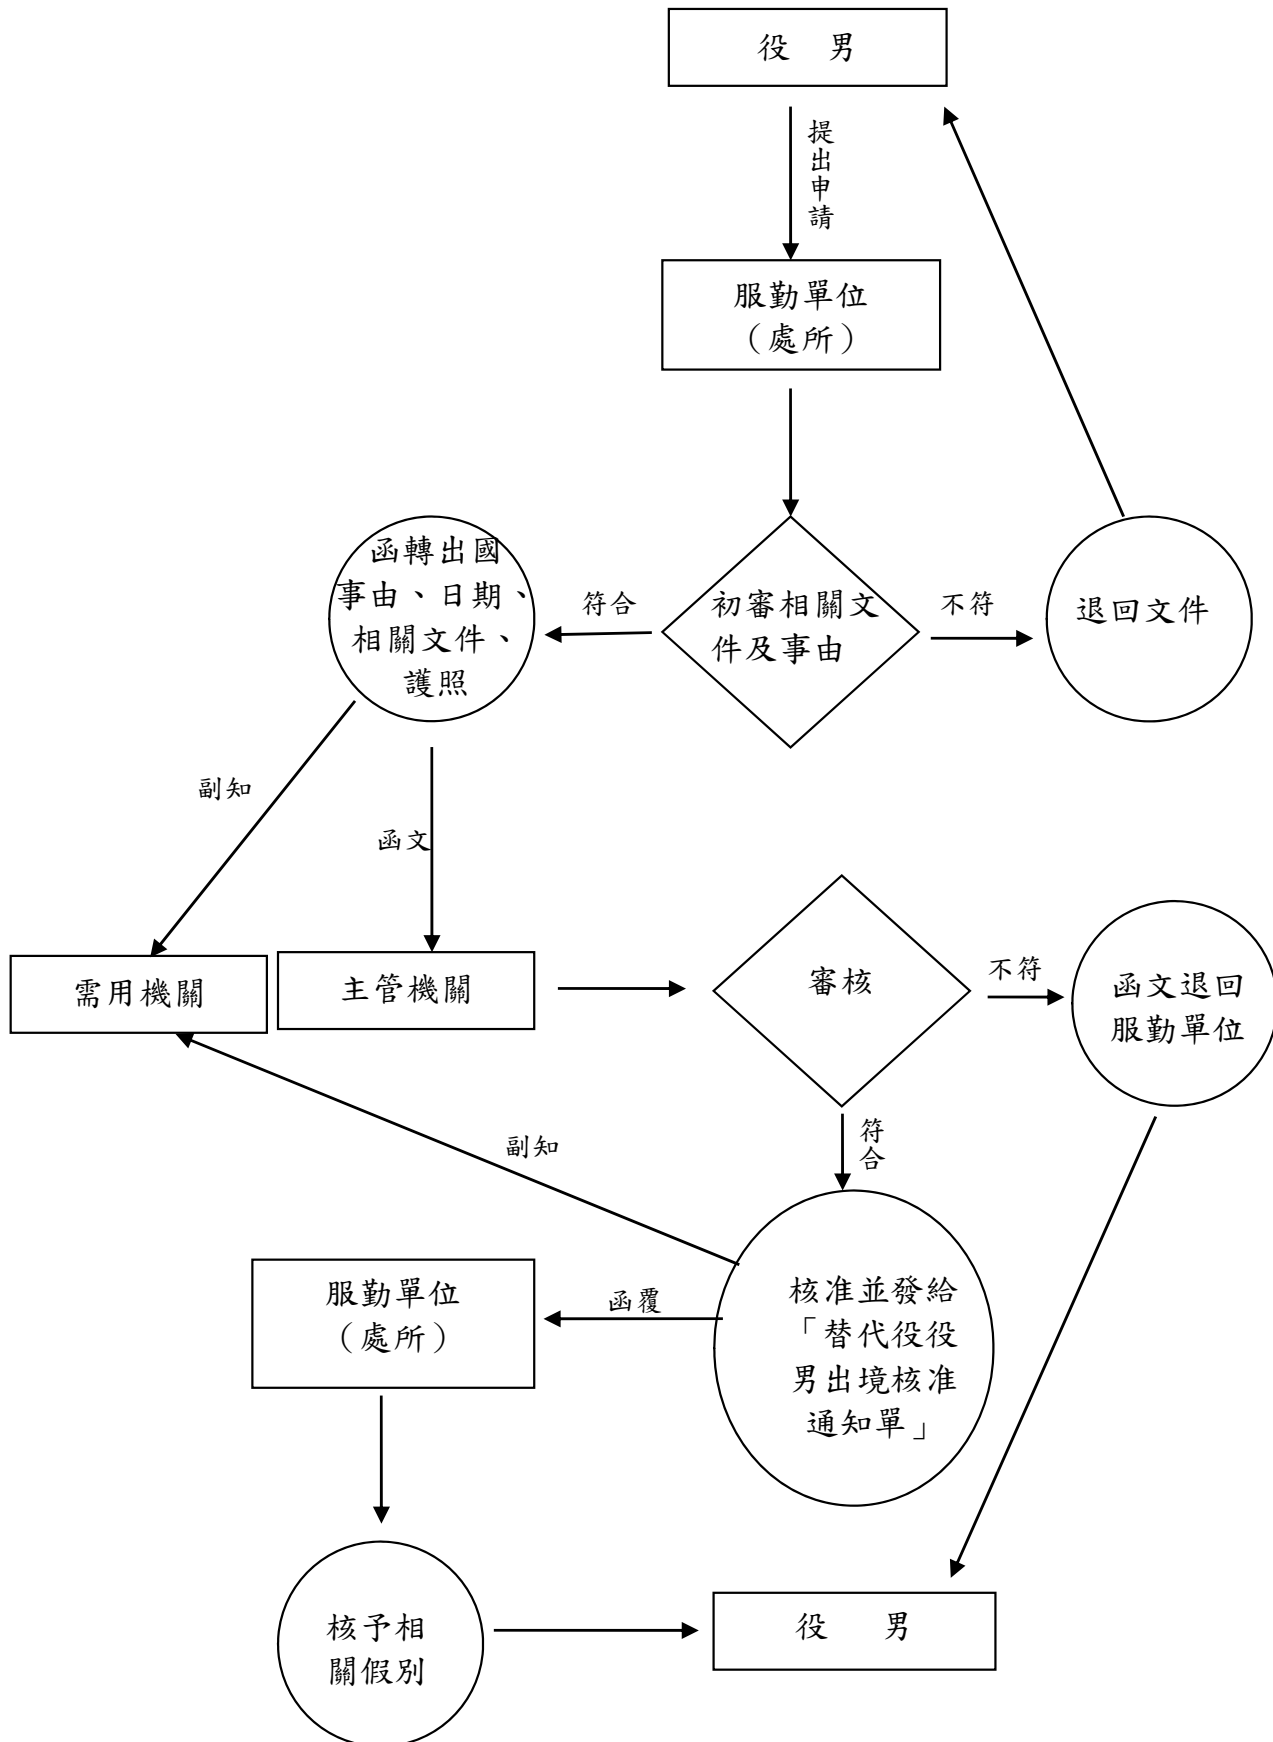 役　男
提出申請
服勤單位
（處所）
函轉出國
事由、日期、
相關文件、
護照
符合
初審相關文
件及事由
不符
退回文件
副知
函文
需用機關
主管機關
審核
不符
函文退回
服勤單位
副知
符合
服勤單位
（處所）
函覆
核准並發給
「替代役役
男出境核准
通知單」
核予相
關假別
役　男